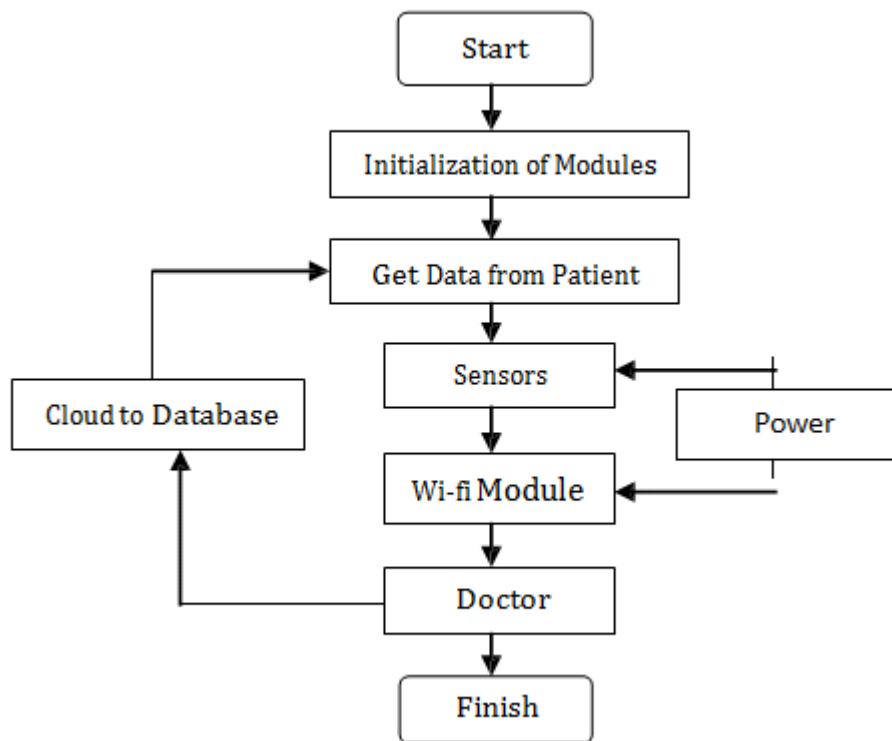 Start
Initialization of Modules
Get Data from Patient
Sensors
Cloud to Database
Power
Wi-fi Module
Doctor
Finish